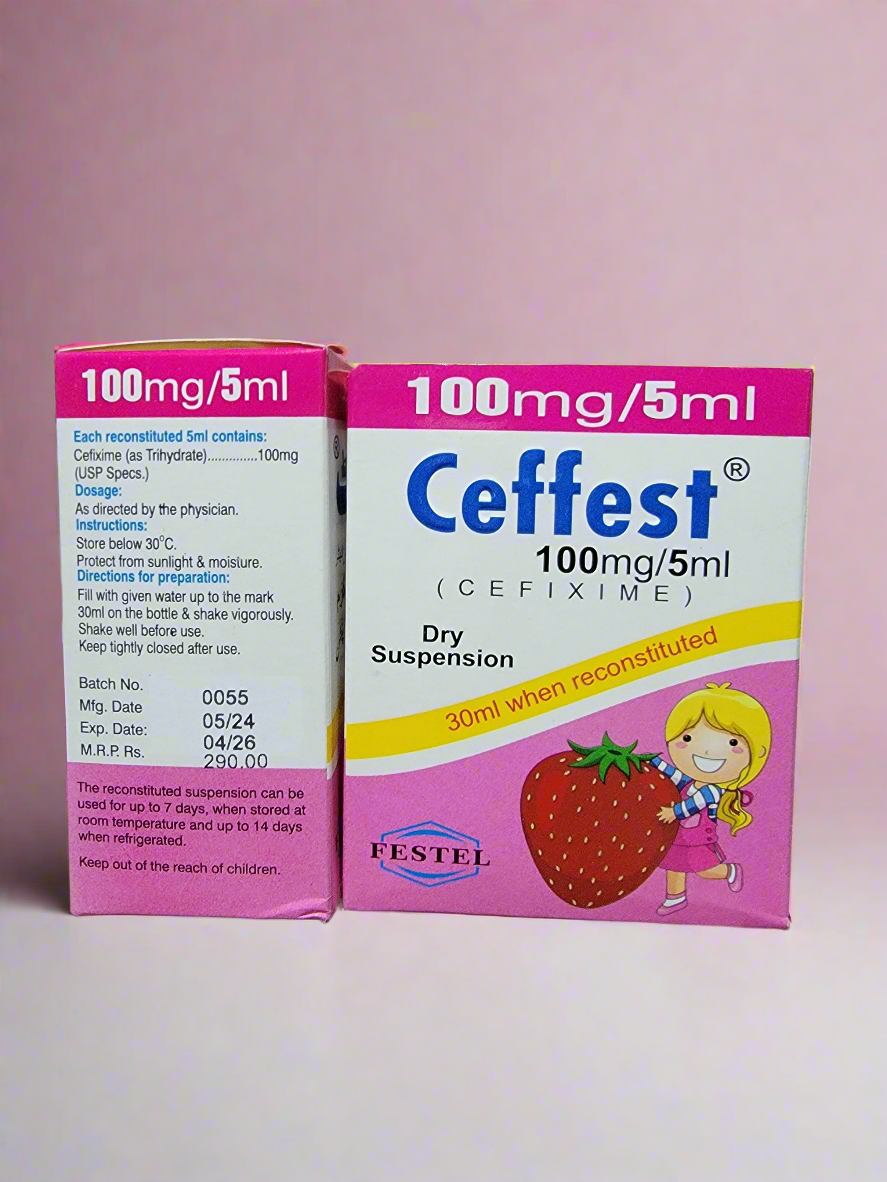 100mg/5ml
Each reconstituted 5ml contains:
Cefixime (as Trihydrate)..............100mg
(USP Specs.)
Dosage:
As directed by the physician.
Instructions:
Store below 30°C.
Protect from sunlight & moisture.
Directions for preparation:
Fill with given water up to the mark
30ml on the bottle & shake vigorously.
Shake well before use.
Keep tightly closed after use.
Batch No. 0055
Mfg. Date 05/24
Exp. Date: 04/26
M.R.P. Rs. 290.00
The reconstituted suspension can be
used for up to 7 days, when stored at
room temperature and up to 14 days
when refrigerated.
Keep out of the reach of children.
100mg/5ml
Ceffest®
100mg/5ml
(CEFIXIME)
Dry
Suspension
30ml when reconstituted
FESTEL